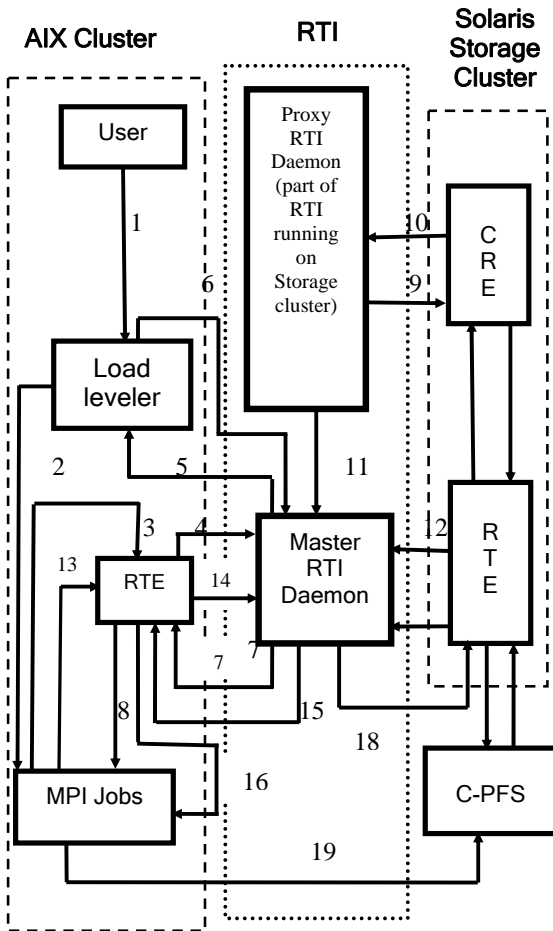 AIX Cluster
RTI
Solaris
Storage
Cluster
User
Proxy
RTI
Daemon
(part of
RTI
running
on
Storage
cluster)
C
R
E
1
10
9
6
Load
leveler
2
5
11
3
4
12
13
RTE
14
Master
RTI
Daemon
R
T
E
7
7
8
15
18
16
MPI Jobs
C-PFS
19